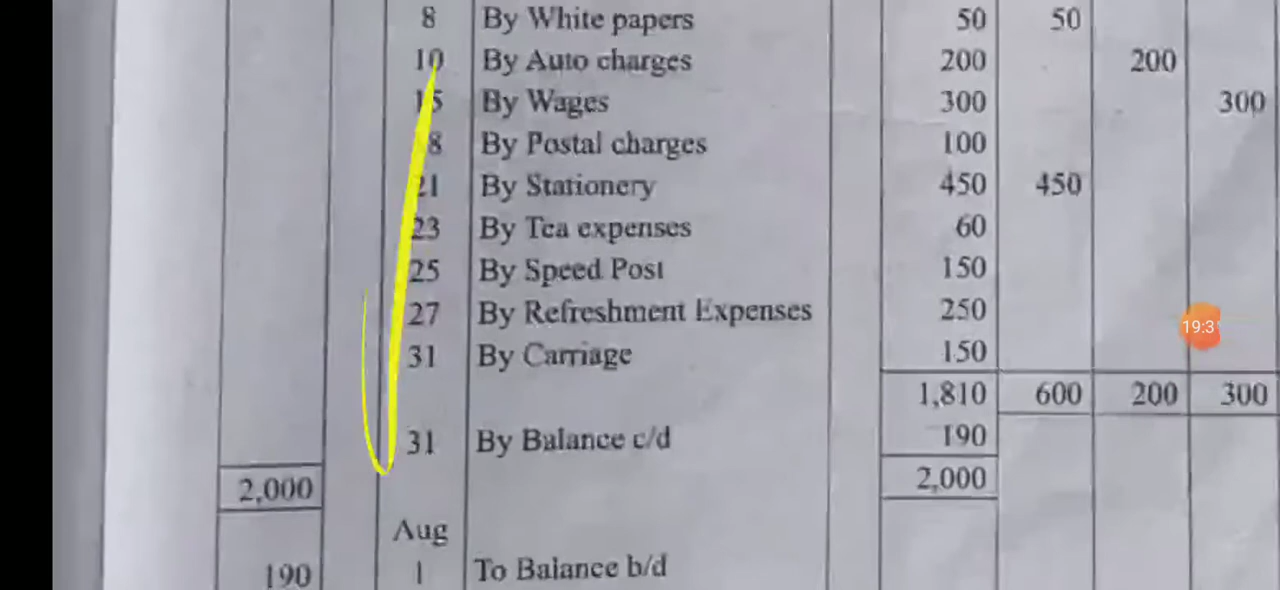 8 By White papers 50 50
10 By Auto charges 200 200
15 By Wages 300 300
18 By Postal charges 100
21 By Stationery 450 450
23 By Tea expenses 60
25 By Speed Post 150
27 By Refreshment Expenses 250
31 By Carriage 150
1,810 600 200 300
31 By Balance c/d 190
2,000 2,000
Aug
190 1 To Balance b/d
19:3